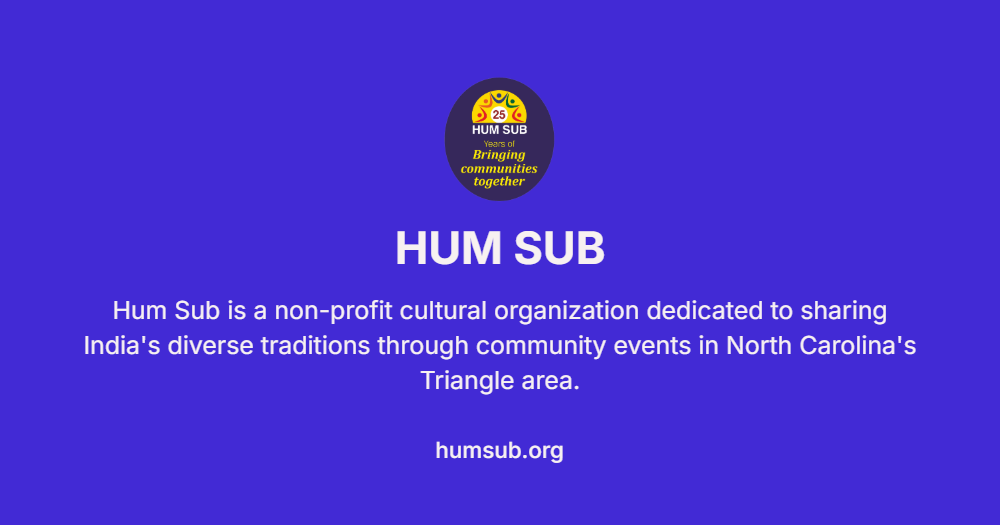 25
HUM SUB
Years of
Bringing
communities
together
HUM SUB
Hum Sub is a non-profit cultural organization dedicated to sharing
India's diverse traditions through community events in North Carolina's
Triangle area.
humsub.org